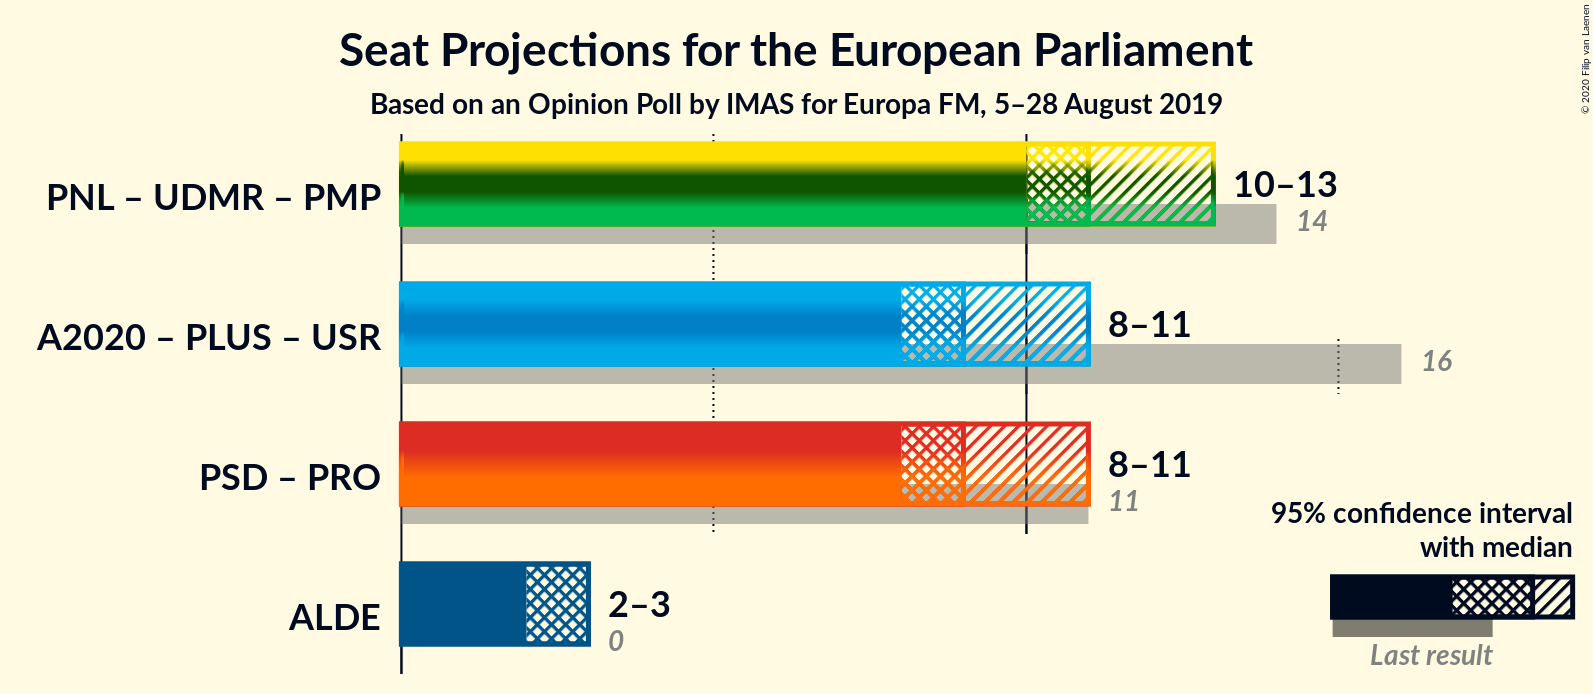 Seat Projections for the European Parliament
Based on an Opinion Poll by IMAS for Europa FM, 5–28 August 2019
© 2020 Filip van Laenen
PNL – UDMR – PMP
10–13
14
A2020 – PLUS – USR
8–11
16
PSD – PRO
8–11
11
ALDE
2–3
0
95% confidence interval
with median
Last result